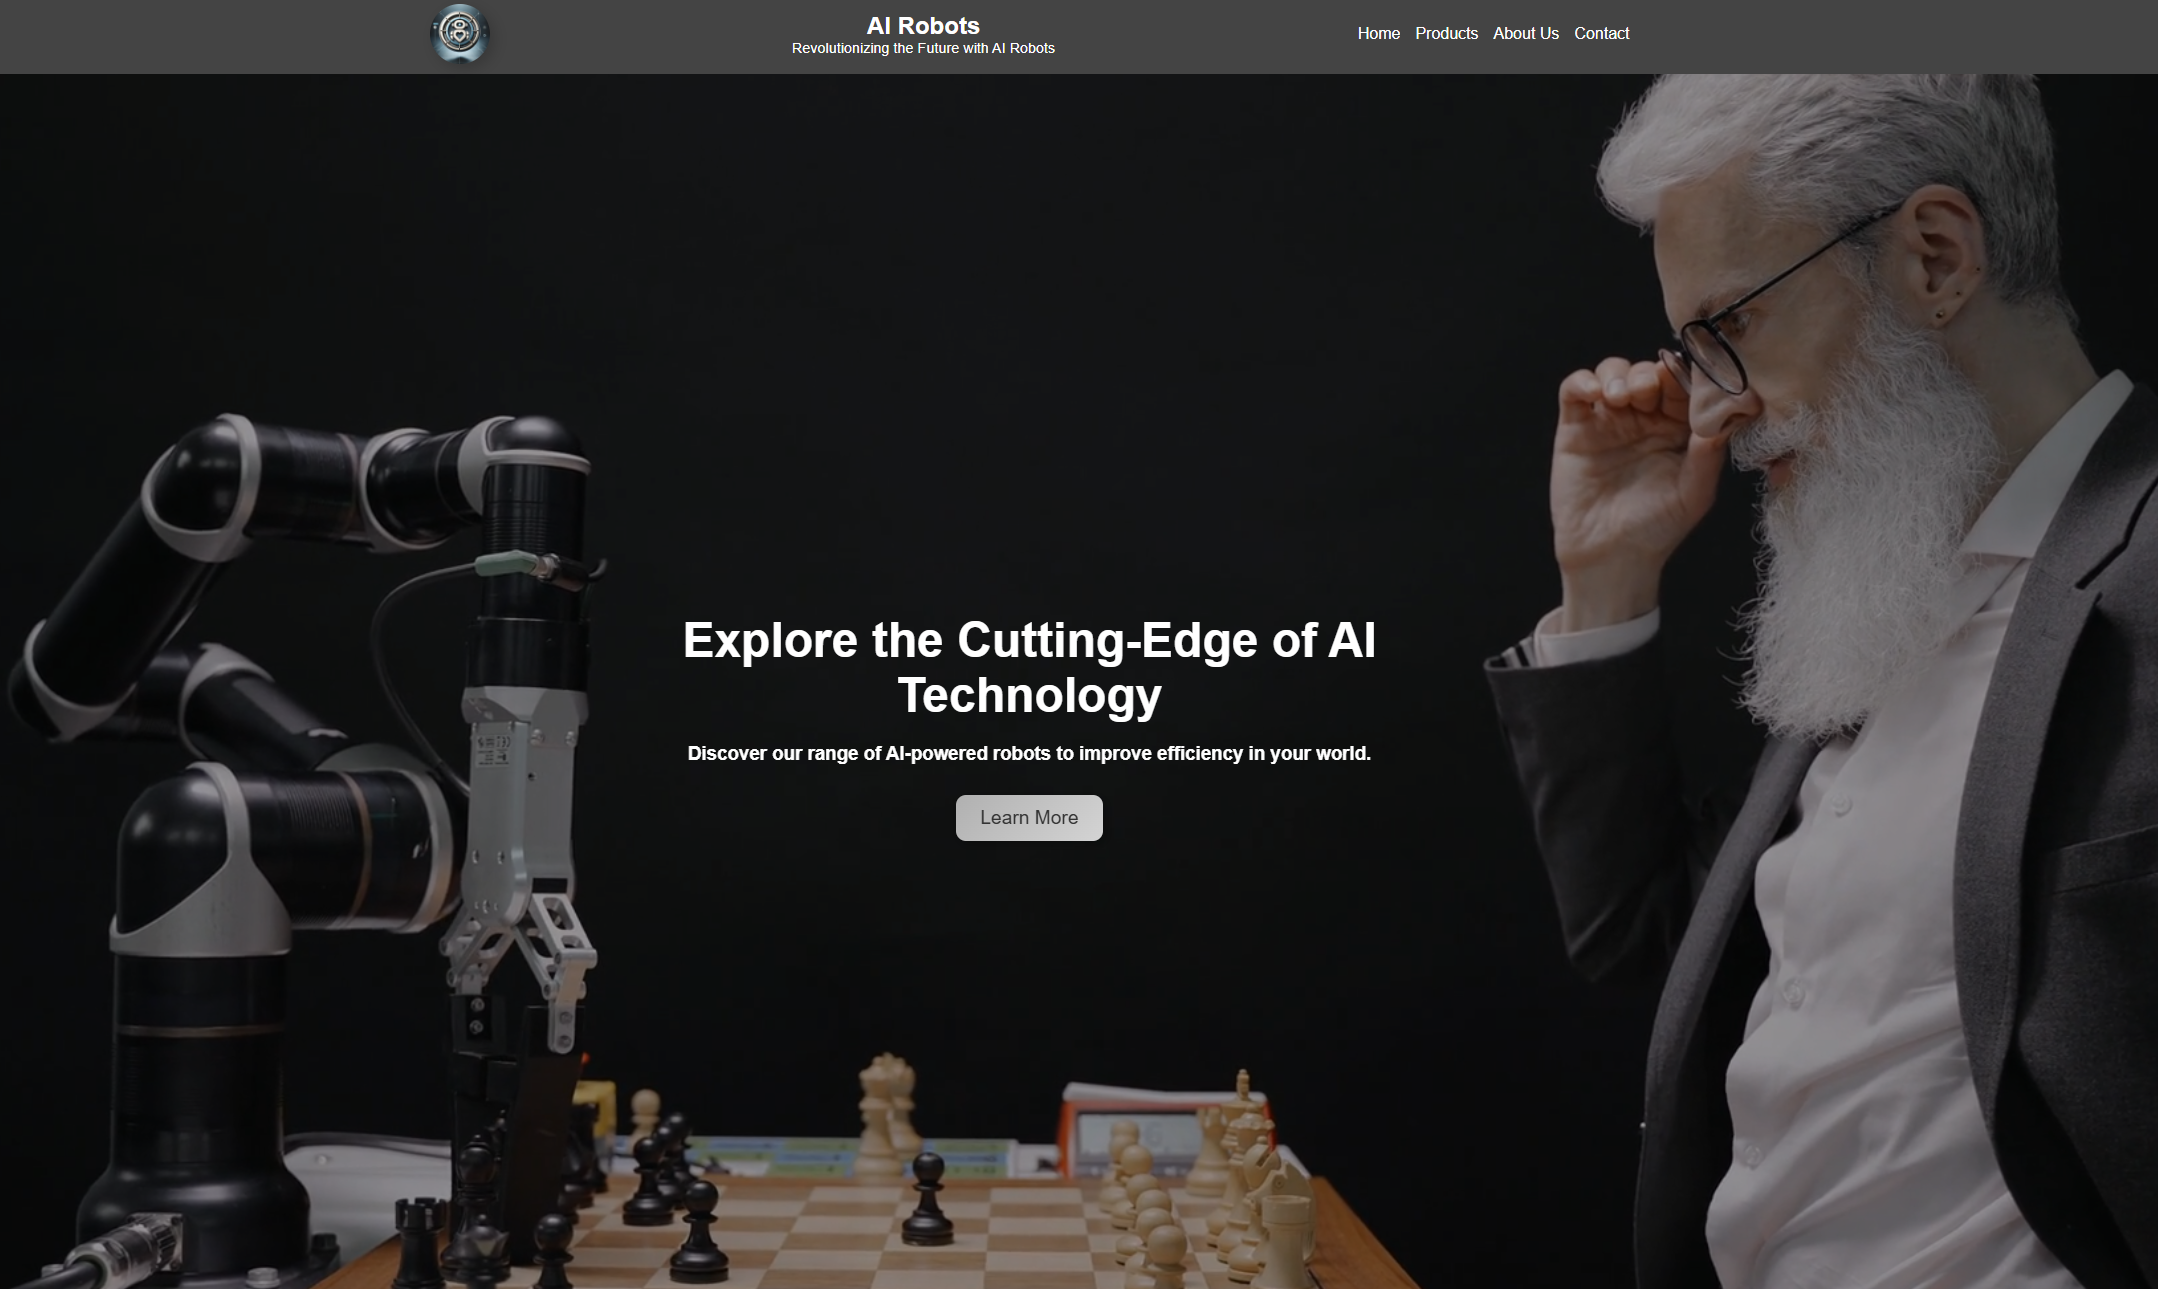 AI Robots
Revolutionizing the Future with AI Robots
Home Products About Us Contact
Explore the Cutting-Edge of AI
Technology
Discover our range of AI-powered robots to improve efficiency in your world.
Learn More